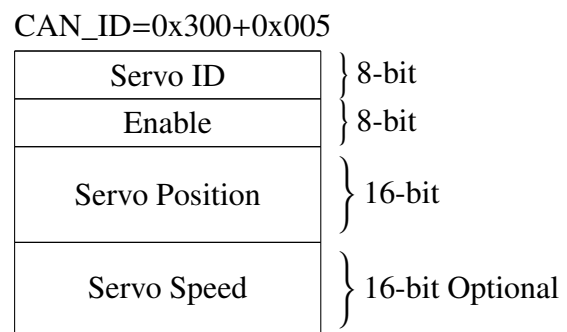 CAN_ID=0x300+0x005
Servo ID 8-bit
Enable 8-bit
Servo Position 16-bit
Servo Speed 16-bit Optional